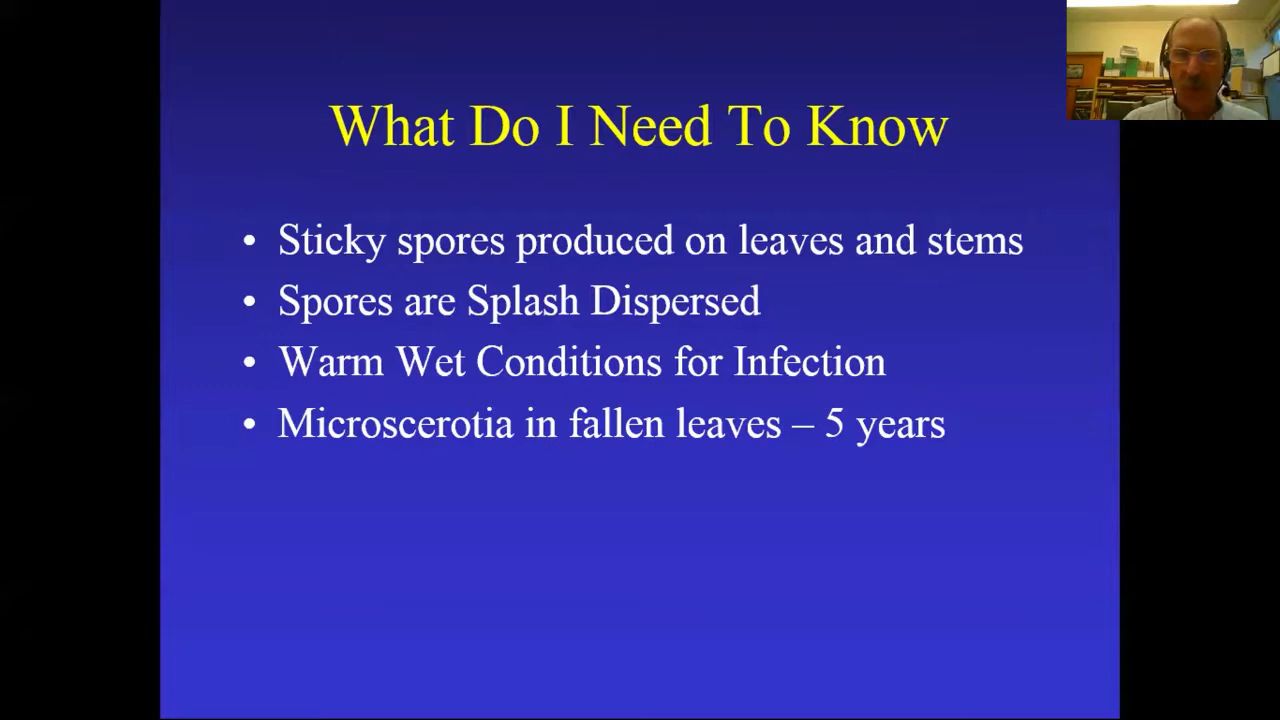 What Do I Need To Know
• Sticky spores produced on leaves and stems
• Spores are Splash Dispersed
• Warm Wet Conditions for Infection
• Microscerotia in fallen leaves – 5 years